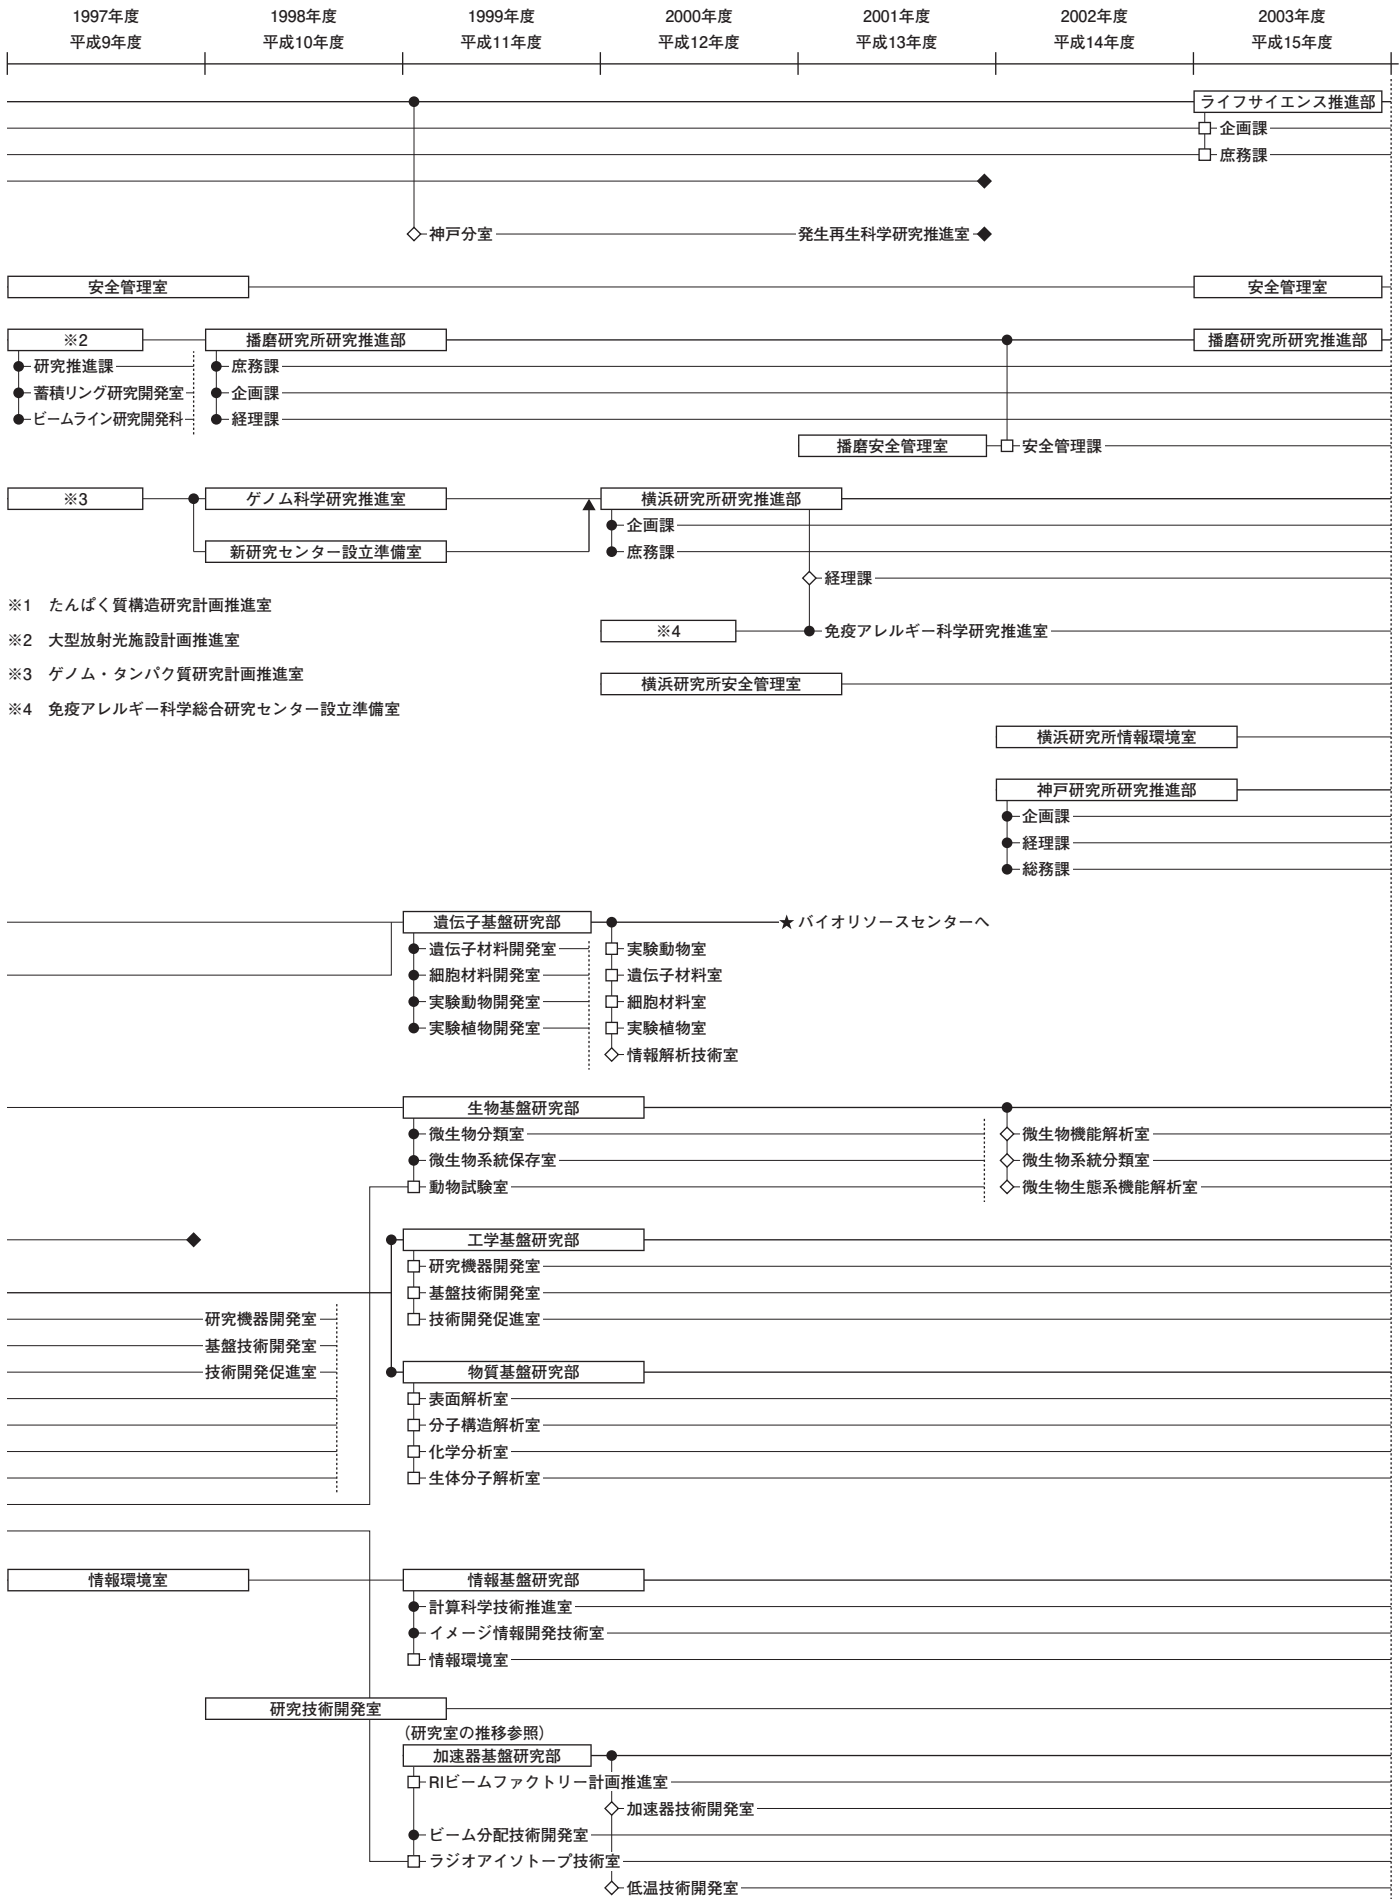 1997年度 1998年度 1999年度 2000年度 2001年度 2002年度 2003年度
平成9年度 平成10年度 平成11年度 平成12年度 平成13年度 平成14年度 平成15年度
ライフサイエンス推進部
企画課
庶務課
神戸分室 発生再生科学研究推進室
安全管理室 安全管理室
※2 播磨研究所研究推進部 播磨研究所研究推進部
研究推進課 庶務課
蓄積リング研究開発室 企画課
ビームライン研究開発科 経理課
播磨安全管理室 安全管理課
※3 ゲノム科学研究推進室 横浜研究所研究推進部
企画課
新研究センター設立準備室 庶務課
経理課
※1 たんぱく質構造研究計画推進室
※4 免疫アレルギー科学研究推進室
※2 大型放射光施設計画推進室
※3 ゲノム・タンパク質研究計画推進室
横浜研究所安全管理室
※4 免疫アレルギー科学総合研究センター設立準備室
横浜研究所情報環境室
神戸研究所研究推進部
企画課
経理課
総務課
遺伝子基盤研究部 ★バイオリソースセンターへ
遺伝子材料開発室 実験動物室
細胞材料開発室 遺伝子材料室
実験動物開発室 細胞材料室
実験植物開発室 実験植物室
情報解析技術室
生物基盤研究部
微生物分類室 微生物機能解析室
微生物系統保存室 微生物系統分類室
動物試験室 微生物生態系機能解析室
工学基盤研究部
研究機器開発室
基盤技術開発室
研究機器開発室 技術開発促進室
基盤技術開発室
技術開発促進室 物質基盤研究部
表面解析室
分子構造解析室
化学分析室
生体分子解析室
情報環境室 情報基盤研究部
計算科学技術推進室
イメージ情報開発技術室
情報環境室
研究技術開発室
(研究室の推移参照)
加速器基盤研究部
RIビームファクトリー計画推進室
加速器技術開発室
ビーム分配技術開発室
ラジオアイソトープ技術室
低温技術開発室